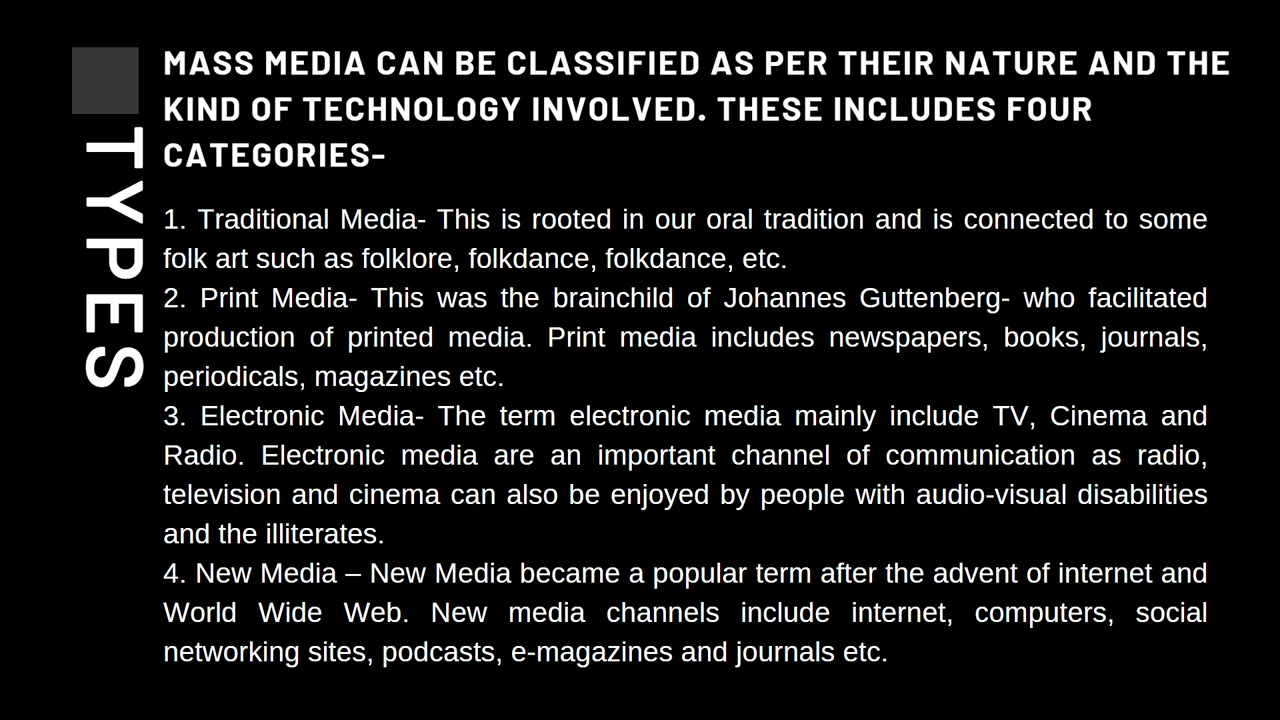 MASS MEDIA CAN BE CLASSIFIED AS PER THEIR NATURE AND THE
KIND OF TECHNOLOGY INVOLVED. THESE INCLUDES FOUR
CATEGORIES-
TYPES
1. Traditional Media- This is rooted in our oral tradition and is connected to some
folk art such as folklore, folkdance, folkdance, etc.
2. Print Media- This was the brainchild of Johannes Guttenberg- who facilitated
production of printed media. Print media includes newspapers, books, journals,
periodicals, magazines etc.
3. Electronic Media- The term electronic media mainly include TV, Cinema and
Radio. Electronic media are an important channel of communication as radio,
television and cinema can also be enjoyed by people with audio-visual disabilities
and the illiterates.
4. New Media – New Media became a popular term after the advent of internet and
World Wide Web. New media channels include internet, computers, social
networking sites, podcasts, e-magazines and journals etc.